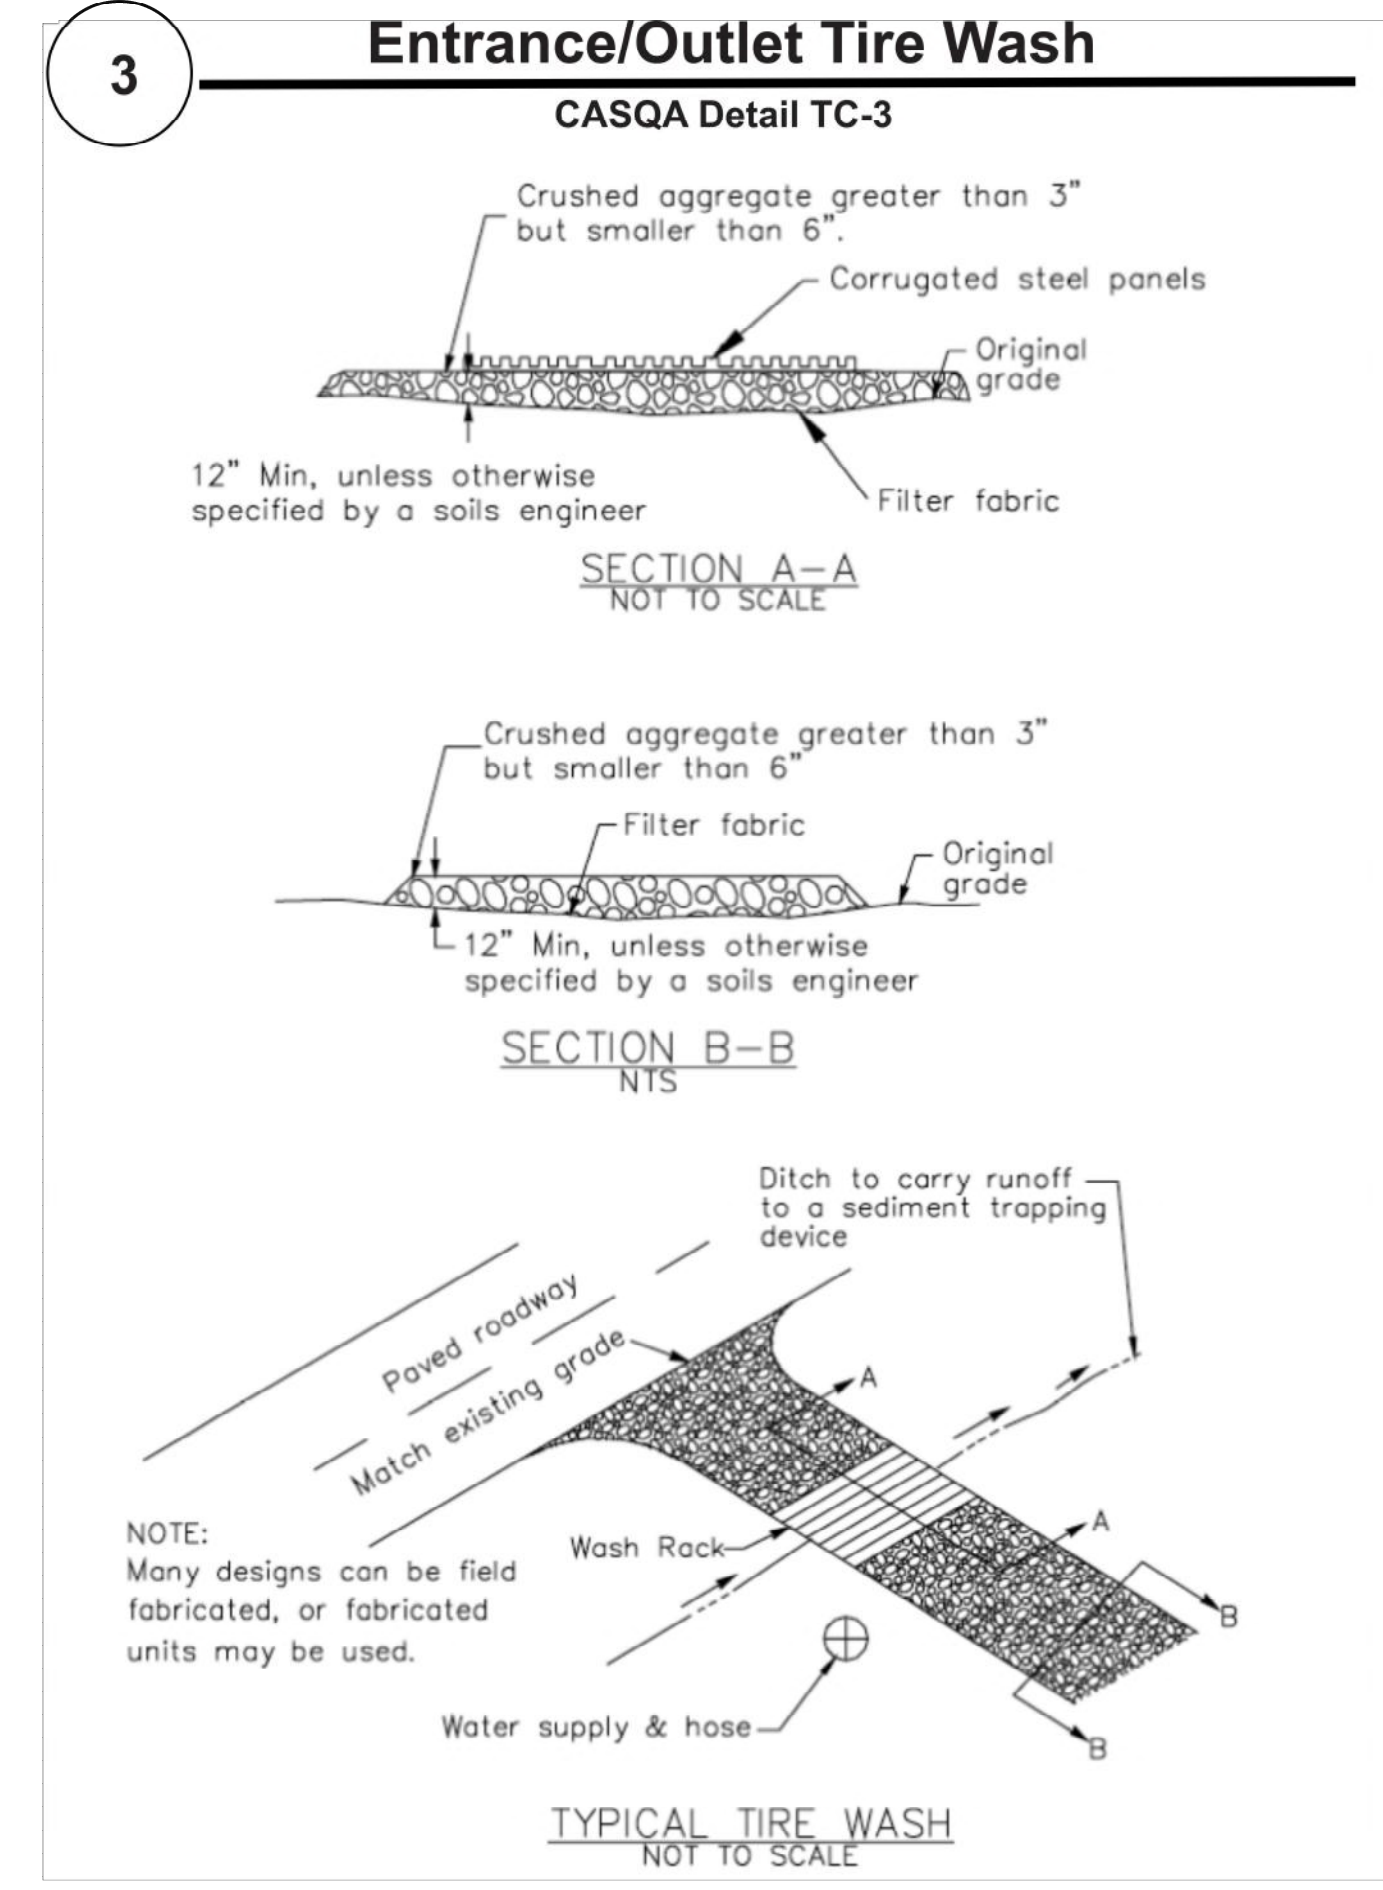 3
Entrance/Outlet Tire Wash
CASQA Detail TC-3
Crushed aggregate greater than 3"
but smaller than 6".
Corrugated steel panels
Original
grade
12" Min, unless otherwise
specified by a soils engineer
Filter fabric
SECTION A-A
NOT TO SCALE
Crushed aggregate greater than 3"
but smaller than 6"
Filter fabric
Original
grade
12" Min, unless otherwise
specified by a soils engineer
SECTION B-B
NTS
Ditch to carry runoff
to a sediment trapping
device
Paved roadway
Match existing grade
A
A
NOTE:
Many designs can be field
fabricated, or fabricated
units may be used.
Wash Rack
B
Water supply & hose
B
TYPICAL TIRE WASH
NOT TO SCALE